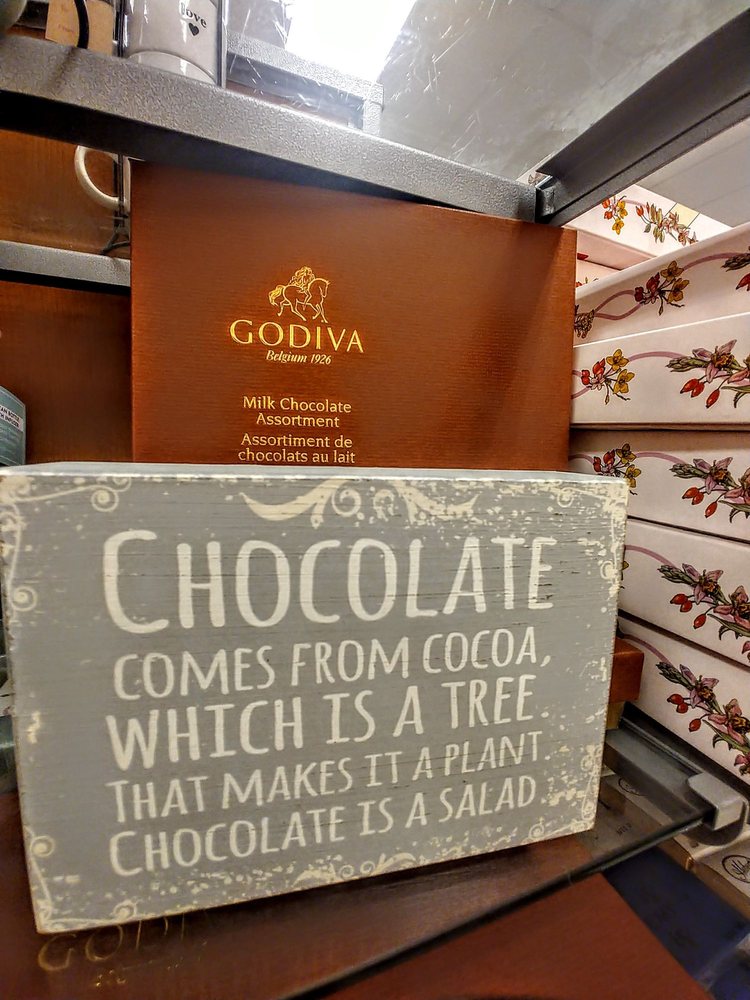 love
GODIVA
Belgium 1926
Milk Chocolate
Assortment
Assortiment de
chocolats au lait
CHOCOLATE
COMES FROM COCOA,
WHICH IS A TREE.
THAT MAKES IT A PLANT.
CHOCOLATE IS A SALAD